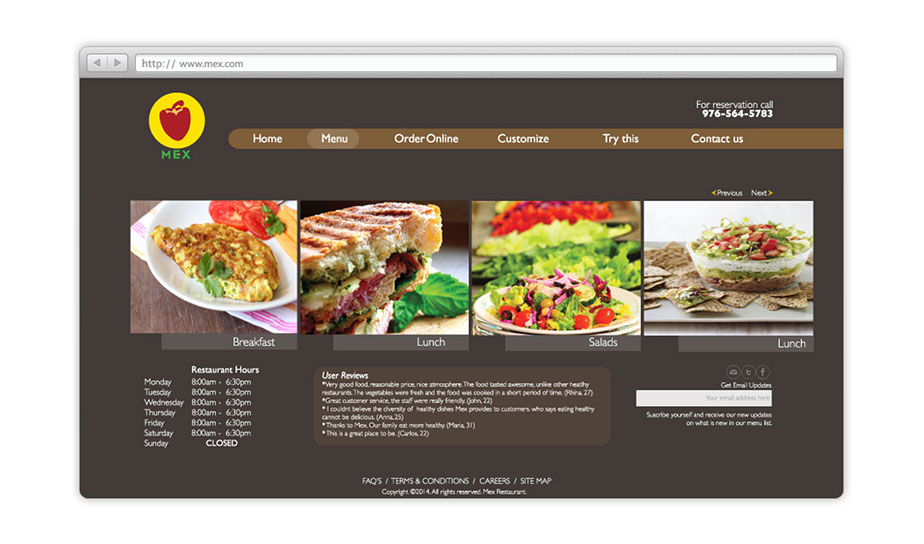 http:// www.mex.com
For reservation call
976-564-5783
MEX
Home Menu Order Online Customize Try this Contact us
Previous Next
Breakfast Lunch Salads Lunch
Restaurant Hours
Monday 8:00am - 6:30pm
Tuesday 8:00am - 6:30pm
Wednesday 8:00am - 6:30pm
Thursday 8:00am - 6:30pm
Friday 8:00am - 6:30pm
Saturday 8:00am - 6:30pm
Sunday CLOSED
User Reviews
*Very good food, reasonable price, nice atmosphere. The food tasted awesome, unlike other healthy
restaurants. The vegetables were fresh and the food was cooked in a short period of time. (Rhina, 27)
*Great customer service, the staff were really friendly. (John, 22)
* I couldnt believe the diversity of healthy dishes Mex provides to customers who say eating healthy
cannot be delicious. (Anna,25)
* Thanks to Mex. Our family eat more healthy. (Maria, 31)
* This is a great place to be. (Carlos, 22)
Get Email Updates
Your email address here
Suscribe yourself and receive our new updates
on what is new in our menu list.
FAQ'S / TERMS & CONDITIONS / CAREERS / SITE MAP
Copyright ©2014. All rights reserved. Mex Restaurant.